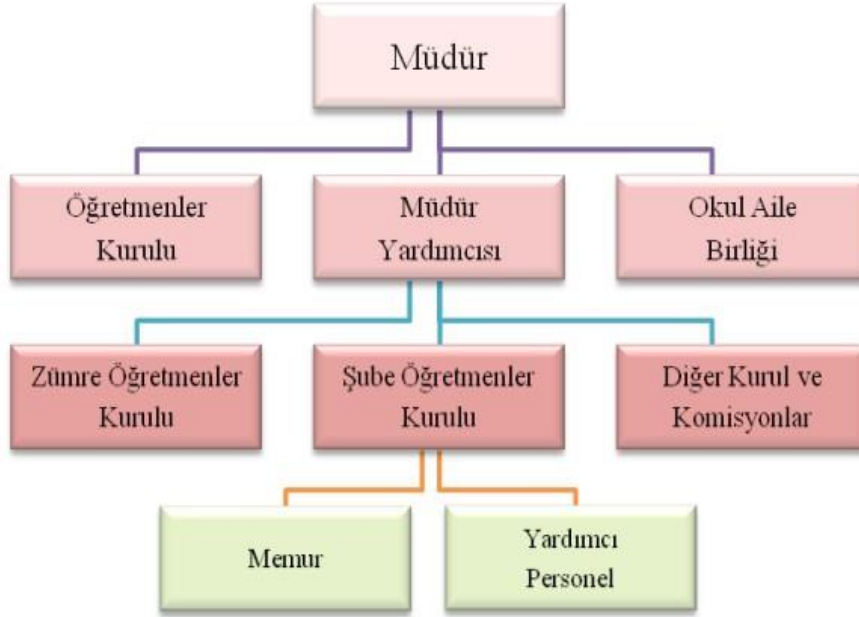 Müdür
Öğretmenler
Kurulu
Müdür
Yardımcısı
Okul Aile
Birliği
Zümre Öğretmenler
Kurulu
Şube Öğretmenler
Kurulu
Diğer Kurul ve
Komisyonlar
Memur
Yardımcı
Personel